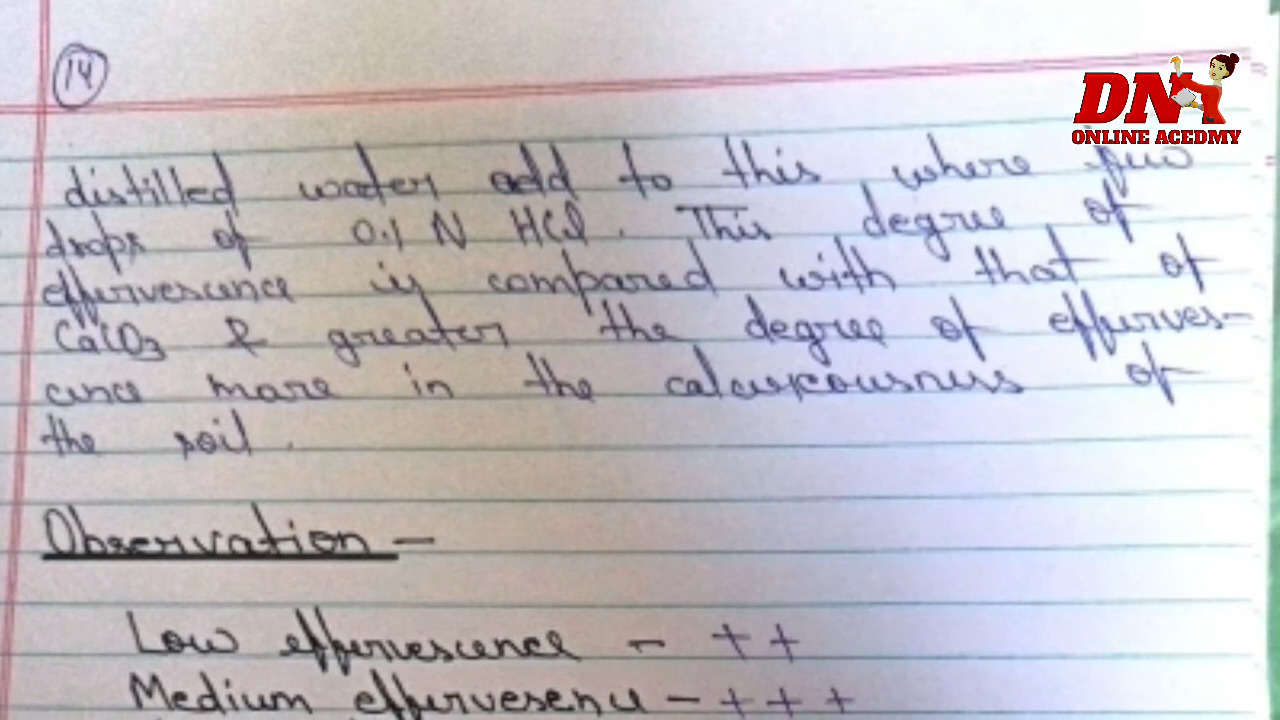 14
DN
ONLINE ACEDMY
distilled water add to this, where few
drops of 0.1 N HCl. This degree of
effervescence is compared with that of
CaCO3 & greater the degree of efferves-
cence more in the calcareousness of
the soil.
Observation -
Low effervescence - ++
Medium effervesence - +++